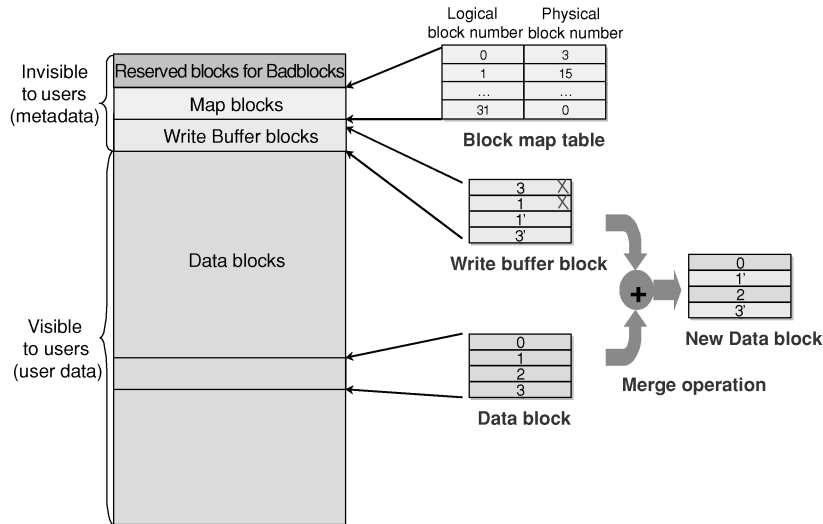 Logical Physical
block number block number
0 3
1 15
... ...
31 0
Block map table
Invisible
to users
(metadata)
Reserved blocks for Badblocks
Map blocks
Write Buffer blocks
Data blocks
Visible
to users
(user data)
3 X
1 X
1'
3'
Write buffer block
0
1
2
3
Data block
+
Merge operation
0
1'
2
3'
New Data block